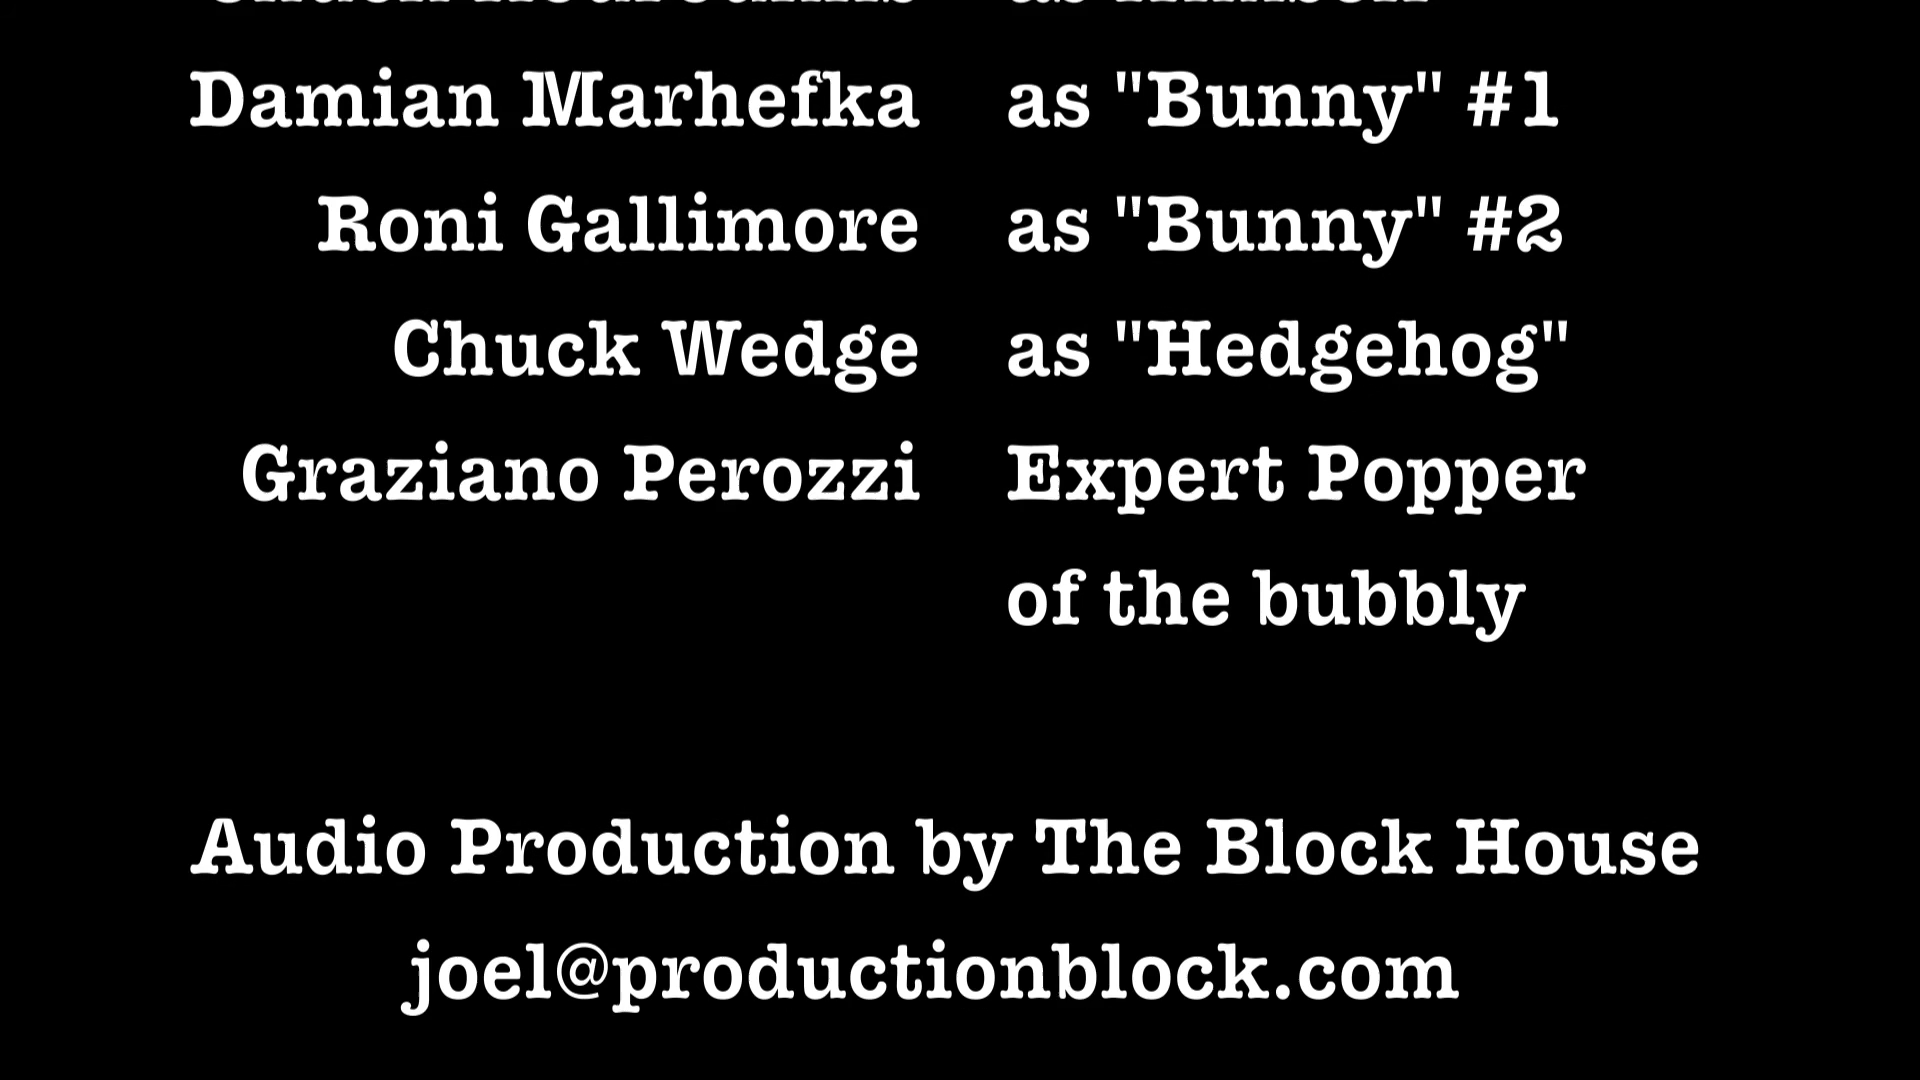 Damian Marhefka as "Bunny" #1
Roni Gallimore as "Bunny" #2
Chuck Wedge as "Hedgehog"
Graziano Perozzi Expert Popper
of the bubbly
Audio Production by The Block House
joel@productionblock.com